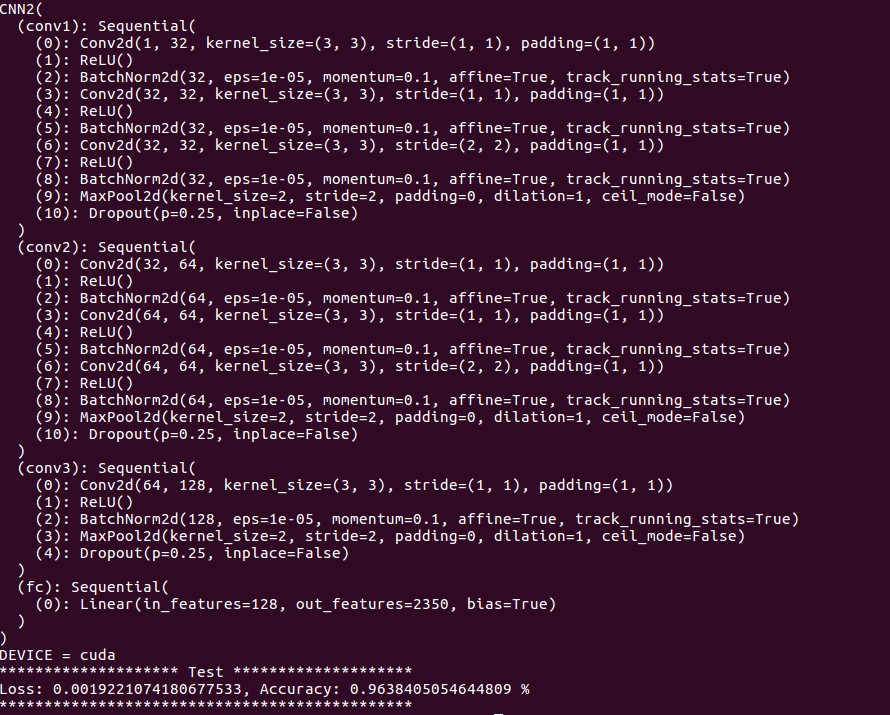 CNN2(
(conv1): Sequential(
(0): Conv2d(1, 32, kernel_size=(3, 3), stride=(1, 1), padding=(1, 1))
(1): ReLU()
(2): BatchNorm2d(32, eps=1e-05, momentum=0.1, affine=True, track_running_stats=True)
(3): Conv2d(32, 32, kernel_size=(3, 3), stride=(1, 1), padding=(1, 1))
(4): ReLU()
(5): BatchNorm2d(32, eps=1e-05, momentum=0.1, affine=True, track_running_stats=True)
(6): Conv2d(32, 32, kernel_size=(3, 3), stride=(2, 2), padding=(1, 1))
(7): ReLU()
(8): BatchNorm2d(32, eps=1e-05, momentum=0.1, affine=True, track_running_stats=True)
(9): MaxPool2d(kernel_size=2, stride=2, padding=0, dilation=1, ceil_mode=False)
(10): Dropout(p=0.25, inplace=False)
)
(conv2): Sequential(
(0): Conv2d(32, 64, kernel_size=(3, 3), stride=(1, 1), padding=(1, 1))
(1): ReLU()
(2): BatchNorm2d(64, eps=1e-05, momentum=0.1, affine=True, track_running_stats=True)
(3): Conv2d(64, 64, kernel_size=(3, 3), stride=(1, 1), padding=(1, 1))
(4): ReLU()
(5): BatchNorm2d(64, eps=1e-05, momentum=0.1, affine=True, track_running_stats=True)
(6): Conv2d(64, 64, kernel_size=(3, 3), stride=(2, 2), padding=(1, 1))
(7): ReLU()
(8): BatchNorm2d(64, eps=1e-05, momentum=0.1, affine=True, track_running_stats=True)
(9): MaxPool2d(kernel_size=2, stride=2, padding=0, dilation=1, ceil_mode=False)
(10): Dropout(p=0.25, inplace=False)
)
(conv3): Sequential(
(0): Conv2d(64, 128, kernel_size=(3, 3), stride=(1, 1), padding=(1, 1))
(1): ReLU()
(2): BatchNorm2d(128, eps=1e-05, momentum=0.1, affine=True, track_running_stats=True)
(3): MaxPool2d(kernel_size=2, stride=2, padding=0, dilation=1, ceil_mode=False)
(4): Dropout(p=0.25, inplace=False)
)
(fc): Sequential(
(0): Linear(in_features=128, out_features=2350, bias=True)
)
)
DEVICE = cuda
******************** Test ********************
Loss: 0.0019221074180677533, Accuracy: 0.9638405054644809 %
**********************************************